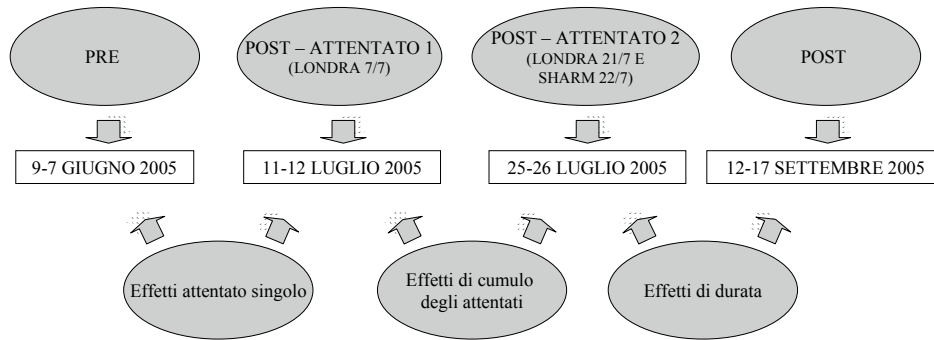 PRE
POST – ATTENTATO 1
(LONDRA 7/7)
POST – ATTENTATO 2
(LONDRA 21/7 E
SHARM 22/7)
POST
9-7 GIUGNO 2005
11-12 LUGLIO 2005
25-26 LUGLIO 2005
12-17 SETTEMBRE 2005
Effetti attentato singolo
Effetti di cumulo
degli attentati
Effetti di durata